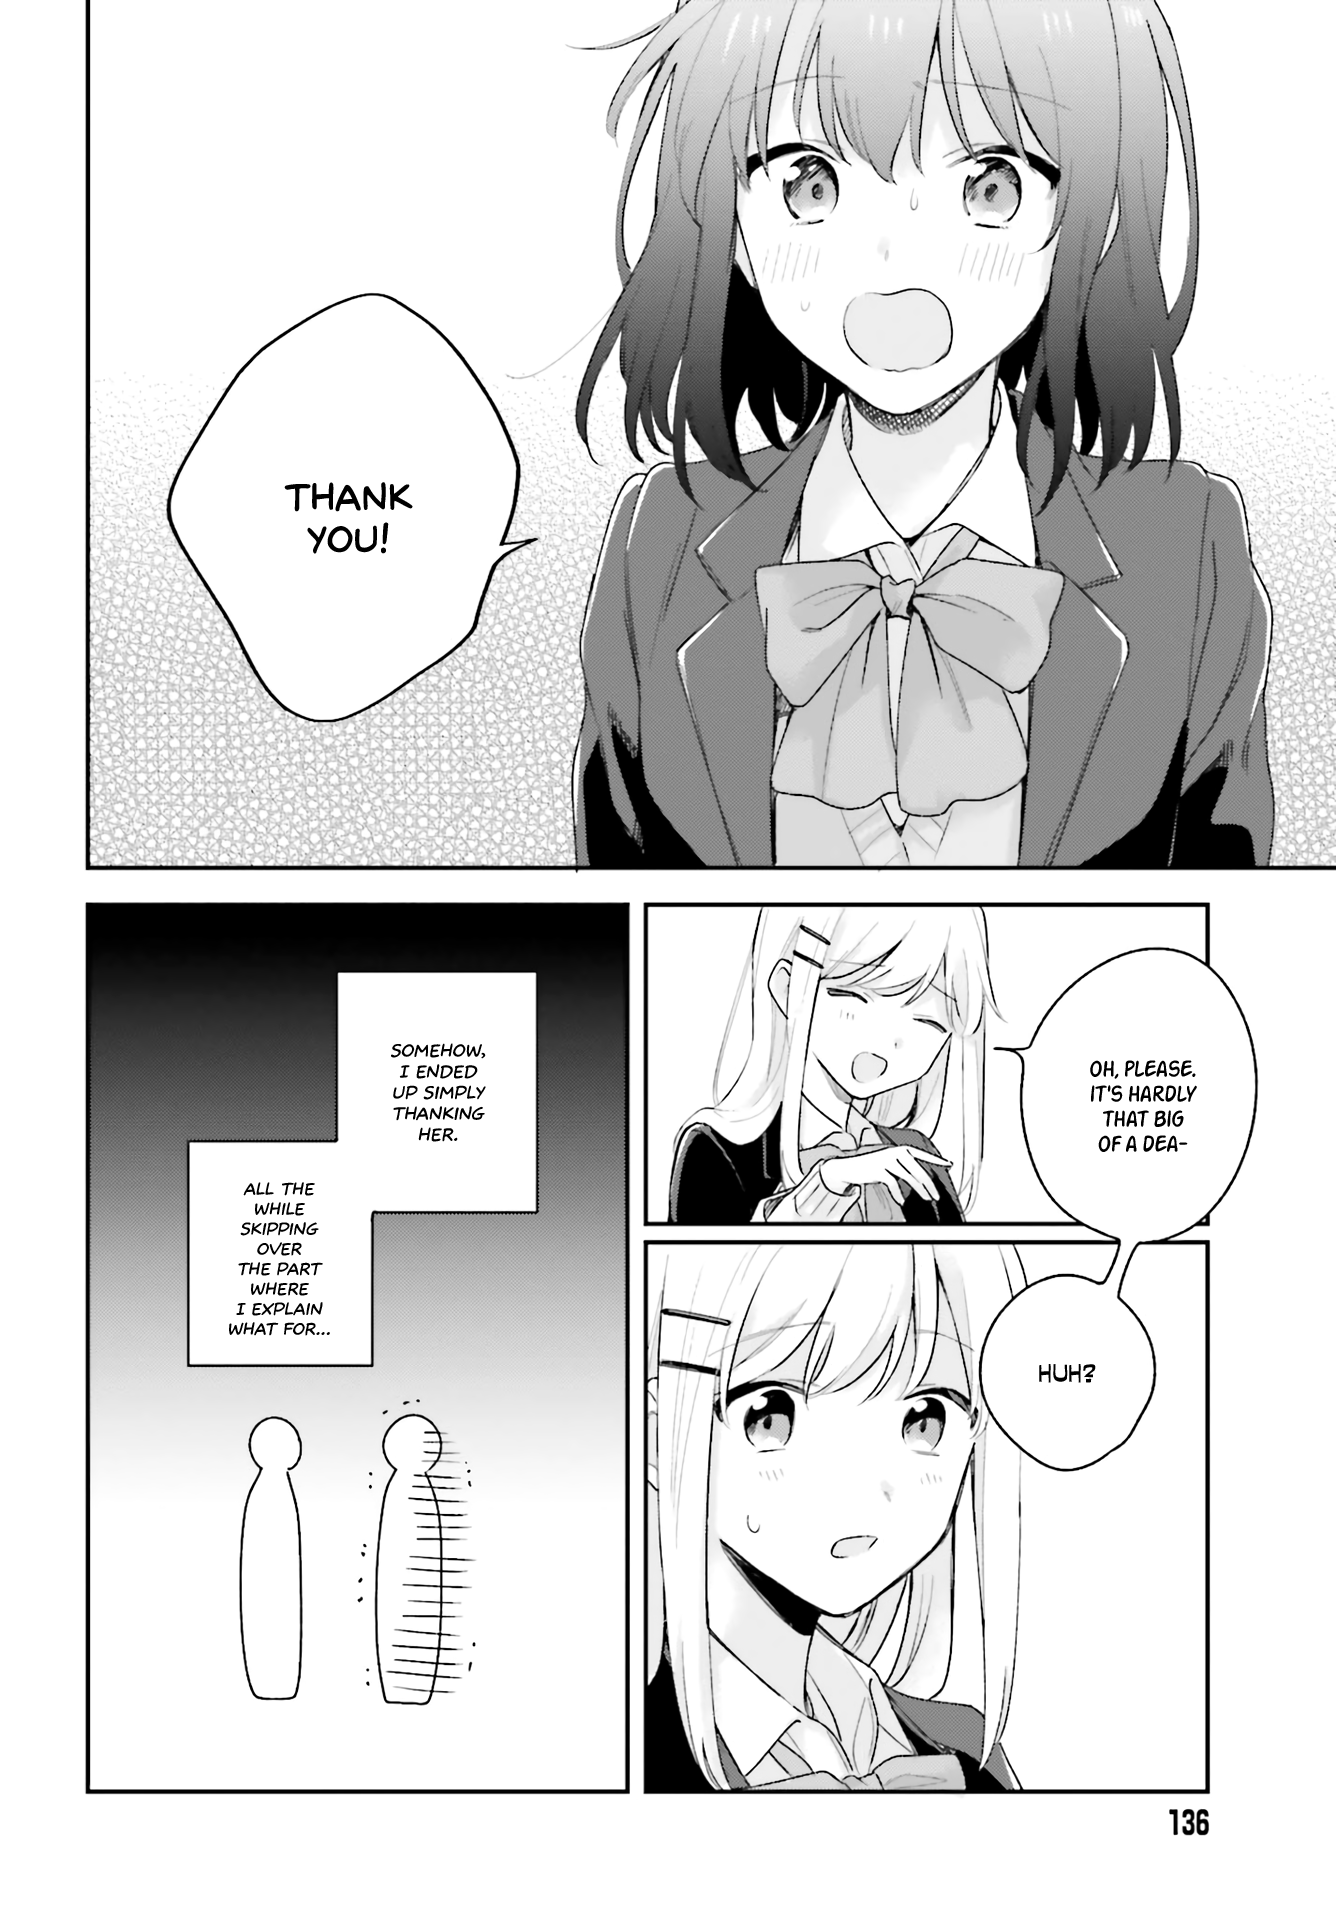 THANK
YOU!
OH, PLEASE.
IT'S HARDLY
THAT BIG
OF A DEA-
HUH?
SOMEHOW,
I ENDED
UP SIMPLY
THANKING
HER.
ALL THE
WHILE
SKIPPING
OVER
THE PART
WHERE
I EXPLAIN
WHAT FOR...
136